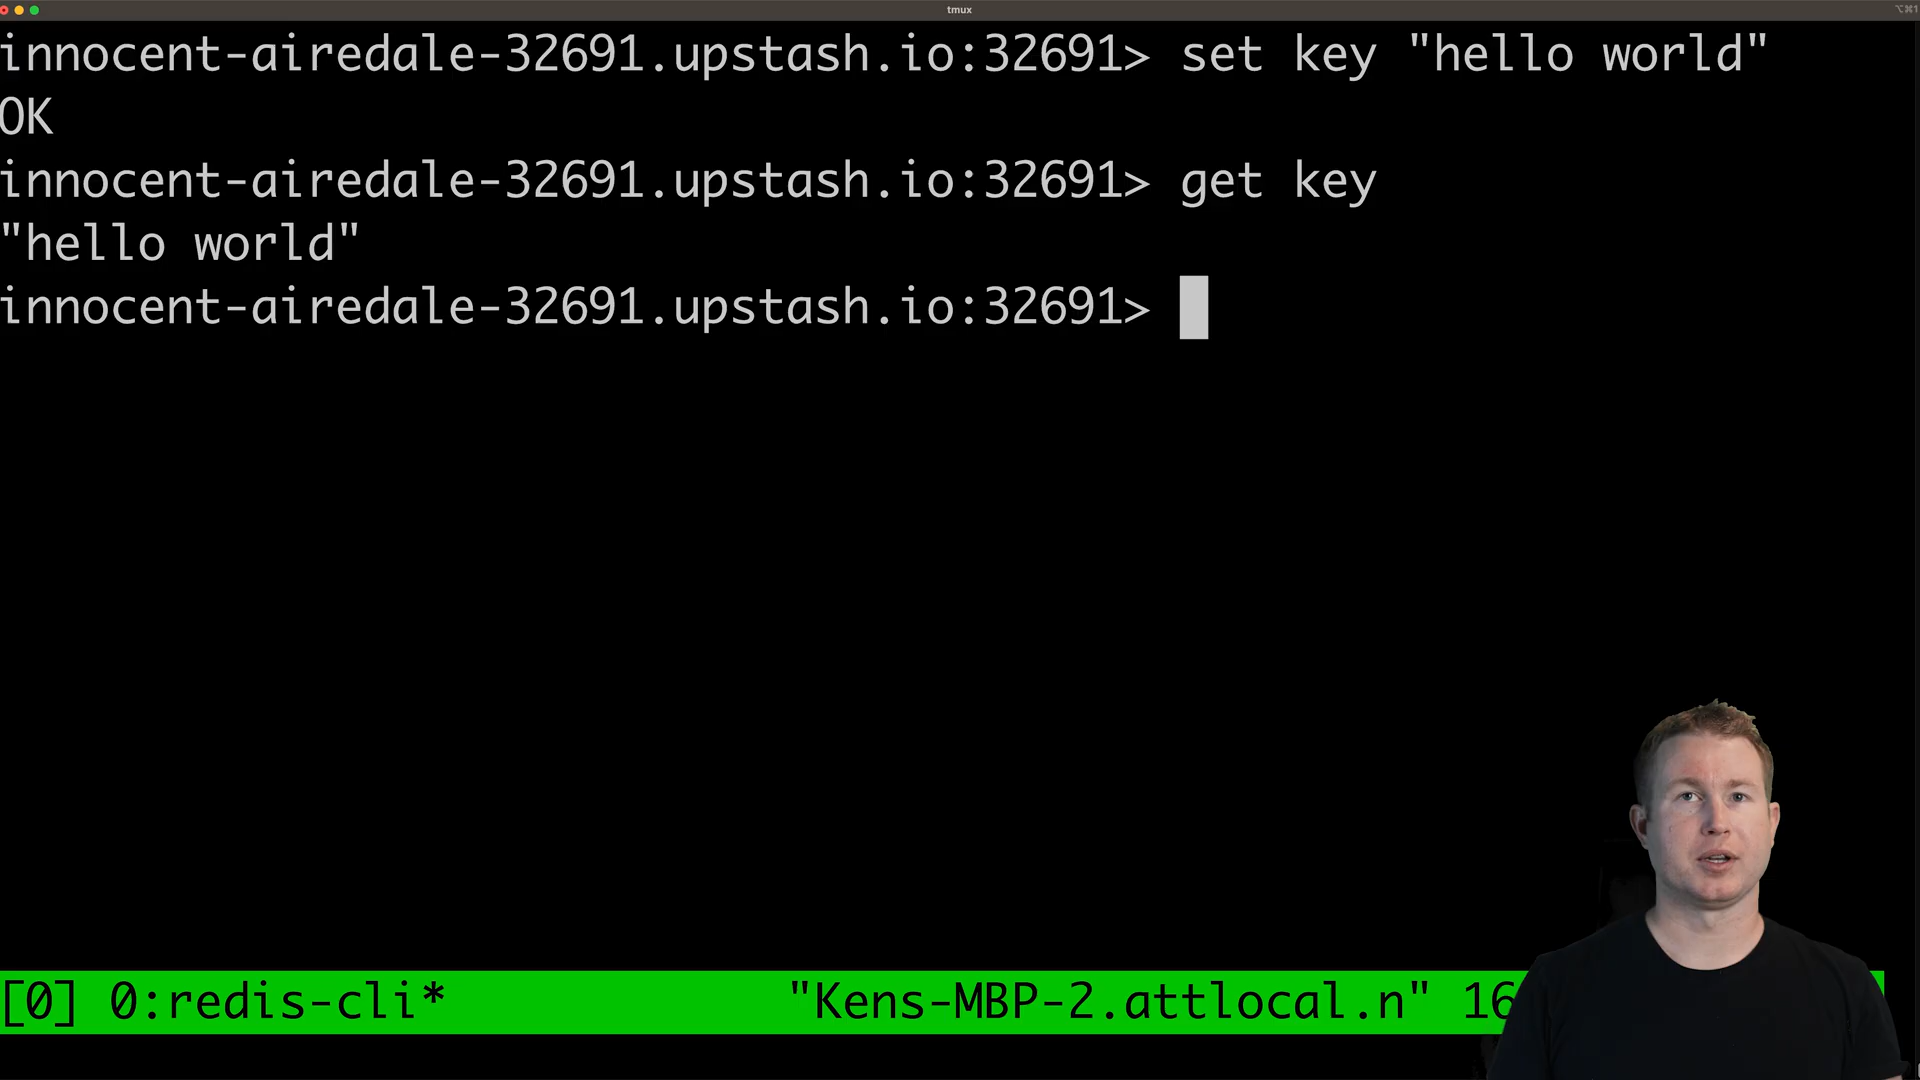 tmux
⌥⌘1
innocent-airedale-32691.upstash.io:32691> set key "hello world"
OK
innocent-airedale-32691.upstash.io:32691> get key
"hello world"
innocent-airedale-32691.upstash.io:32691>
[0] 0:redis-cli* "Kens-MBP-2.attlocal.n" 16